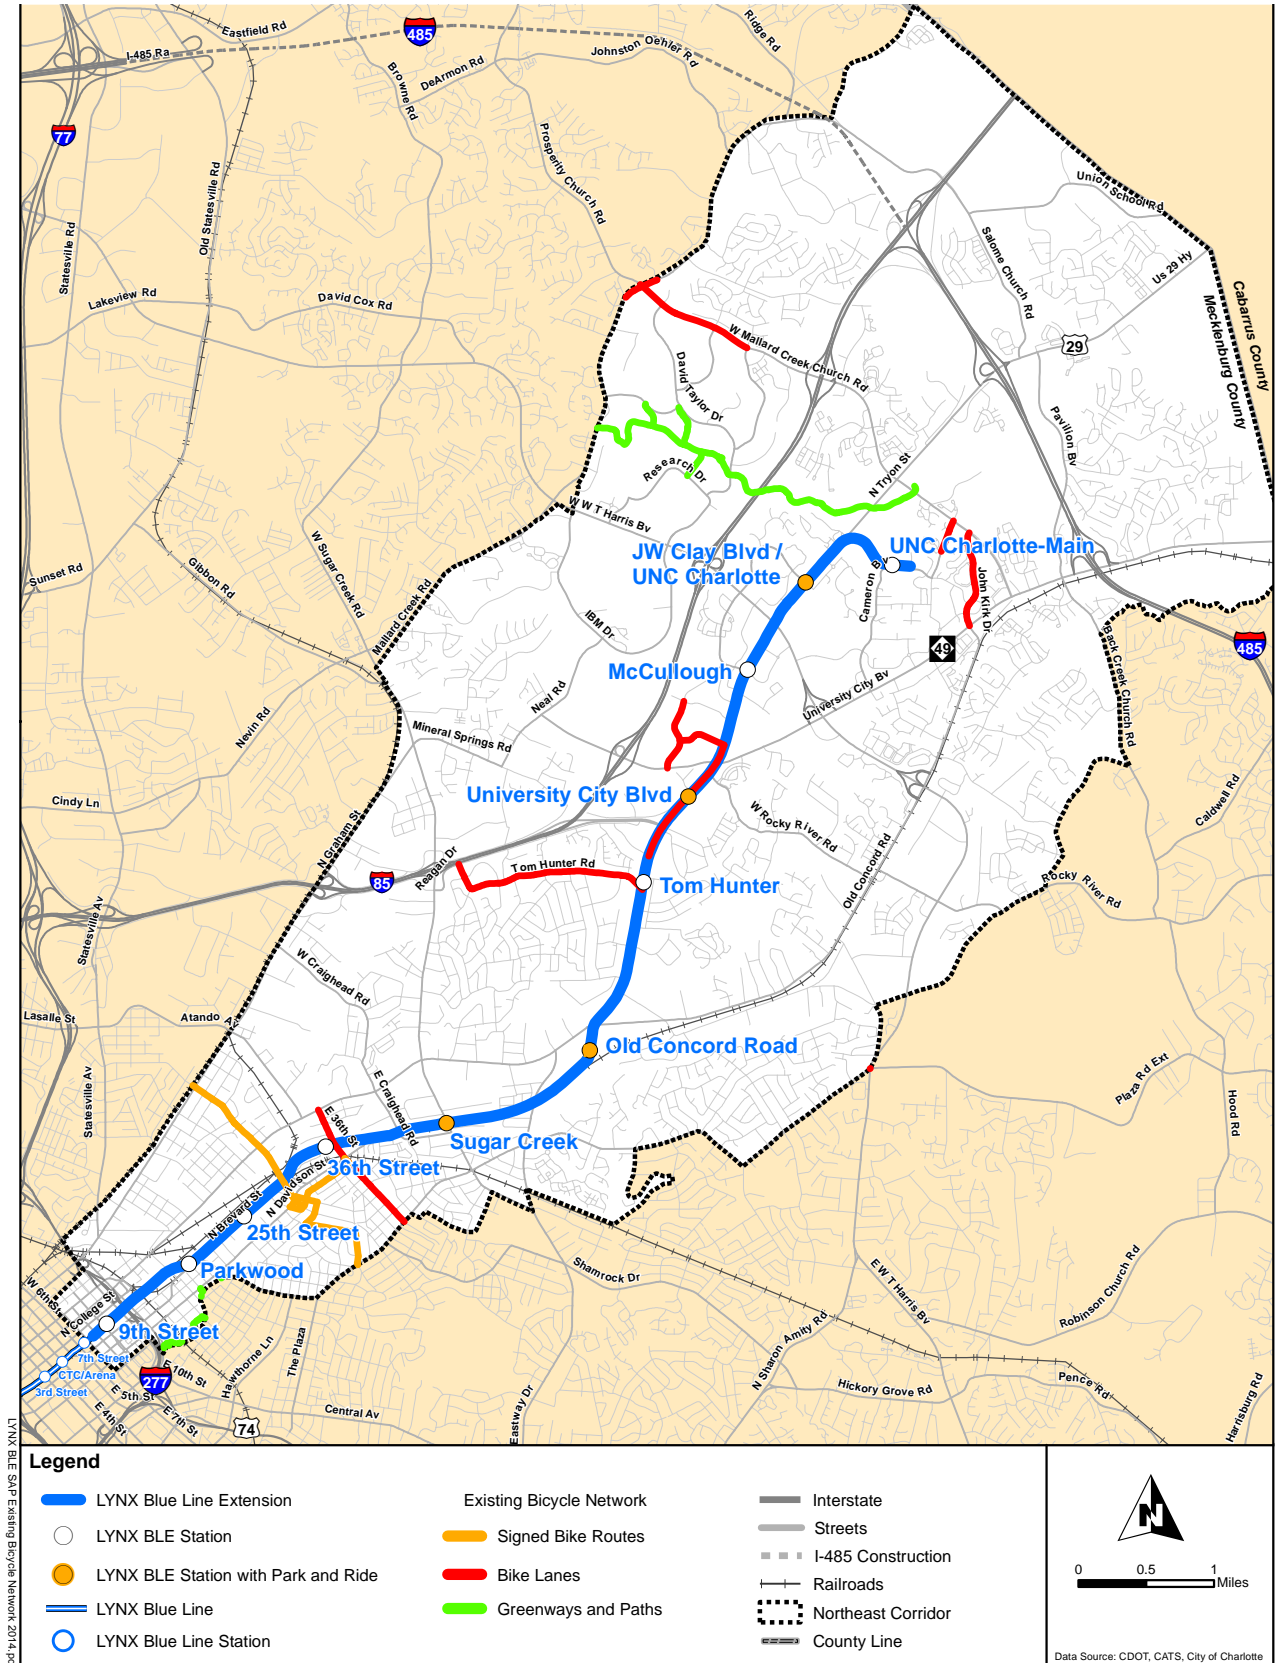 Eastfield Rd
485
I-485 Ra
Ridge Rd
Johnston Oehler Rd
DeArmon Rd
Browne Rd
77
Prosperity Church Rd
Old Statesville Rd
Statesville Rd
Union School Rd
Salome Church Rd
Us 29 Hy
Lakeview Rd
David Cox Rd
Cabarrus County
Mecklenburg County
29
W Mallard Creek Church Rd
David Taylor Dr
Pavilion Bv
Research Dr
N Tryon St
W W T Harris Bv
W Sugar Creek Rd
Gibbon Rd
Sunset Rd
Mallard Creek Rd
JW Clay Blvd /
UNC Charlotte
UNC Charlotte-Main
Cameron Bv
John Kirk Dr
IBM Dr
49
485
Back Creek Church Rd
McCullough
University City Bv
Neal Rd
Nevin Rd
Mineral Springs Rd
University City Blvd
Cindy Ln
Caldwell Rd
W Rocky River Rd
N Graham St
Reagan Dr
Tom Hunter Rd
85
Tom Hunter
Old Concord Rd
Rocky River Rd
Statesville Av
W Craighead Rd
Lasalle St
Atando Av
Old Concord Road
Statesville Av
E Craighead Rd
E 36th St
Plaza Rd Ext
Hood Rd
Sugar Creek
36th Street
N Davidson St
N Brevard St
25th Street
Parkwood
Shamrock Dr
E W T Harris Bv
Robinson Church Rd
W 6th St
N College St
9th Street
7th Street
CTC/Arena
3rd Street
277
E 10th St
E 5th St
E 4th St
E 7th St
Hawthorne Ln
The Plaza
N Sharon Amity Rd
Hickory Grove Rd
Pence Rd
Harrisburg Rd
Central Av
Eastway Dr
74
LYNX BLE SAP Existing Bicycle Network 2014.pd
Legend
LYNX Blue Line Extension
LYNX BLE Station
LYNX BLE Station with Park and Ride
LYNX Blue Line
LYNX Blue Line Station
Existing Bicycle Network
Signed Bike Routes
Bike Lanes
Greenways and Paths
Interstate
Streets
I-485 Construction
Railroads
Northeast Corridor
County Line
N
0 0.5 1
Miles
Data Source: CDOT, CATS, City of Charlotte